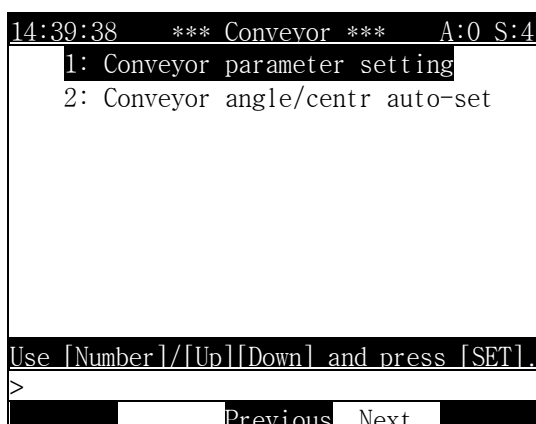 14:39:38 *** Conveyor *** A:0 S:4
1: Conveyor parameter setting
2: Conveyor angle/centr auto-set
Use [Number]/[Up][Down] and press [SET].
>
Previous Next